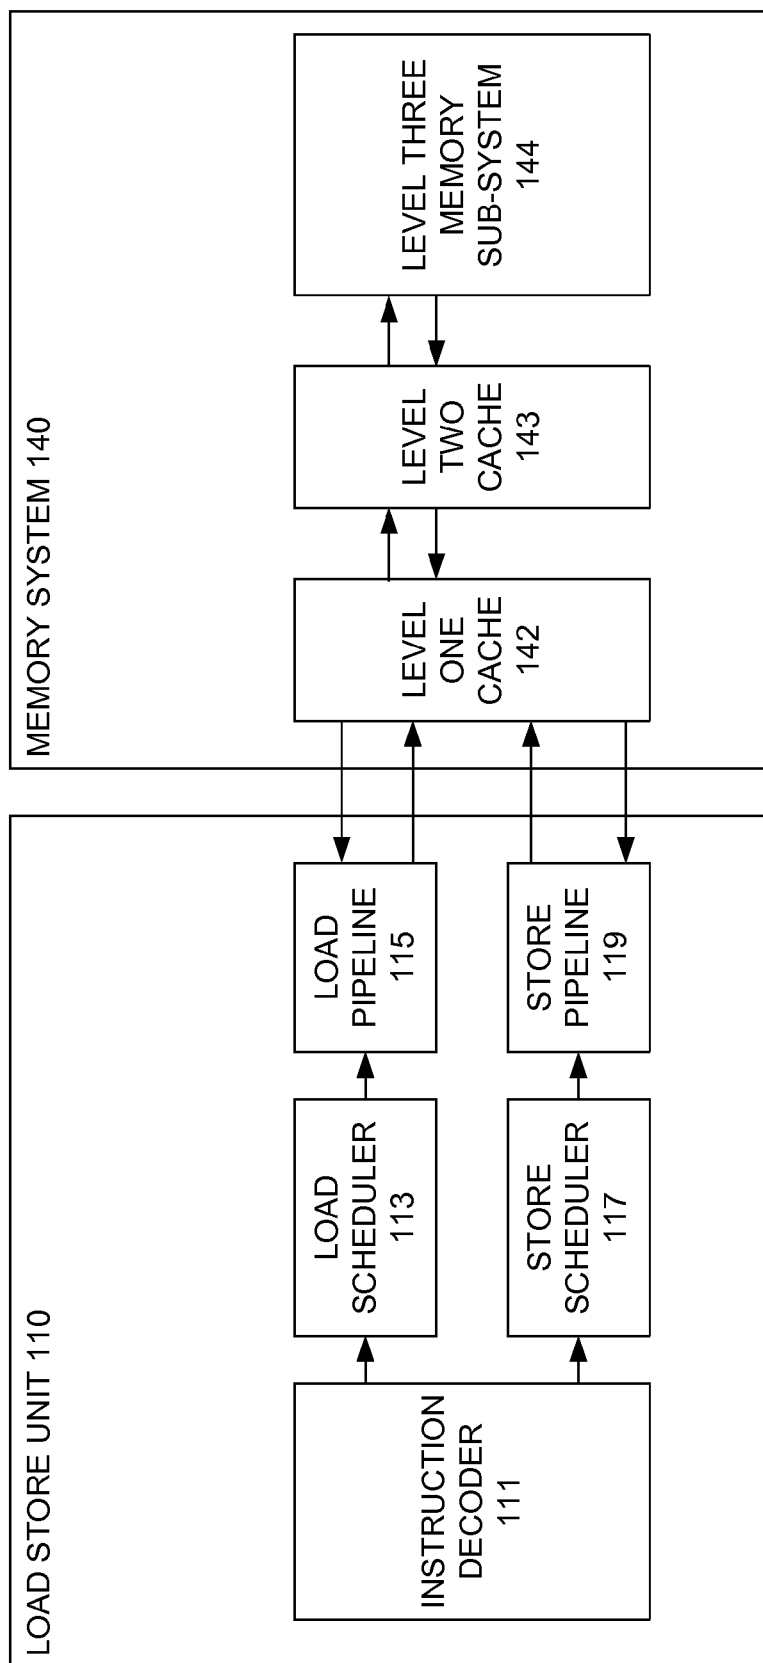 LOAD STORE UNIT 110
INSTRUCTION
DECODER
111
LOAD
SCHEDULER
113
STORE
SCHEDULER
117
LOAD
PIPELINE
115
STORE
PIPELINE
119
MEMORY SYSTEM 140
LEVEL
ONE
CACHE
142
LEVEL
TWO
CACHE
143
LEVEL THREE
MEMORY
SUB-SYSTEM
144